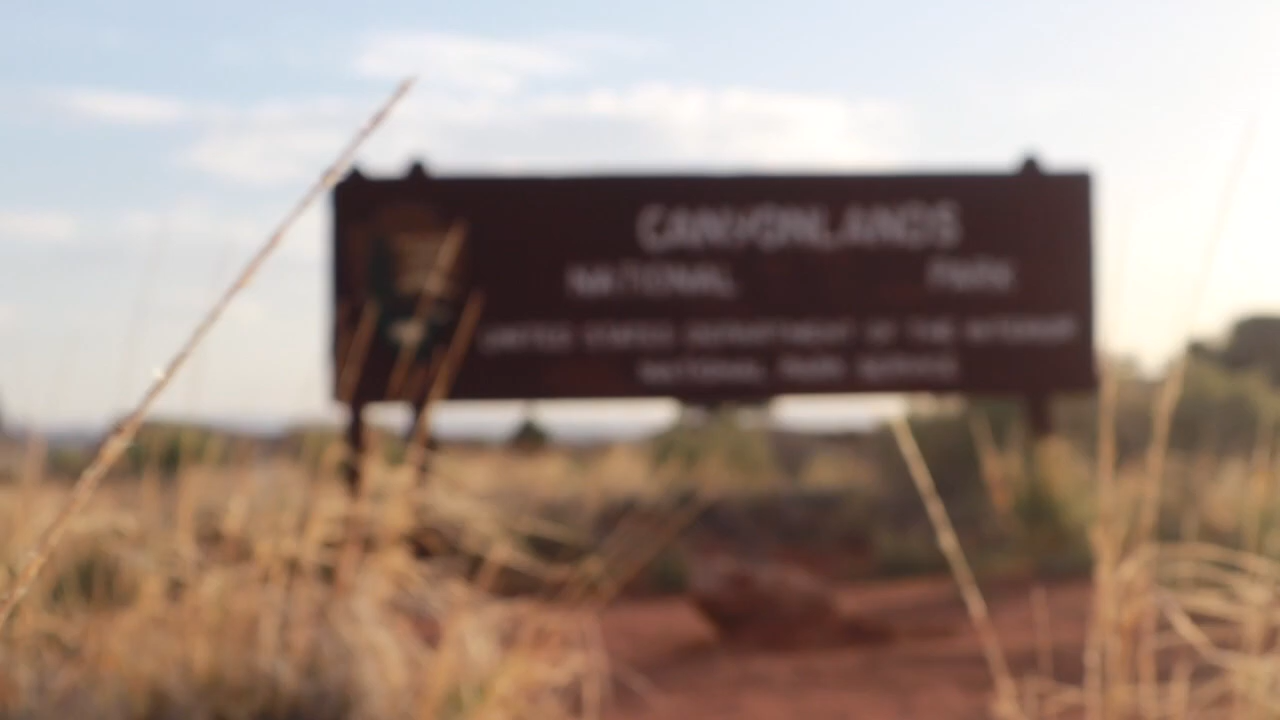 CANYONLANDS
NATIONAL PARK
UNITED STATES DEPARTMENT OF THE INTERIOR
NATIONAL PARK SERVICE